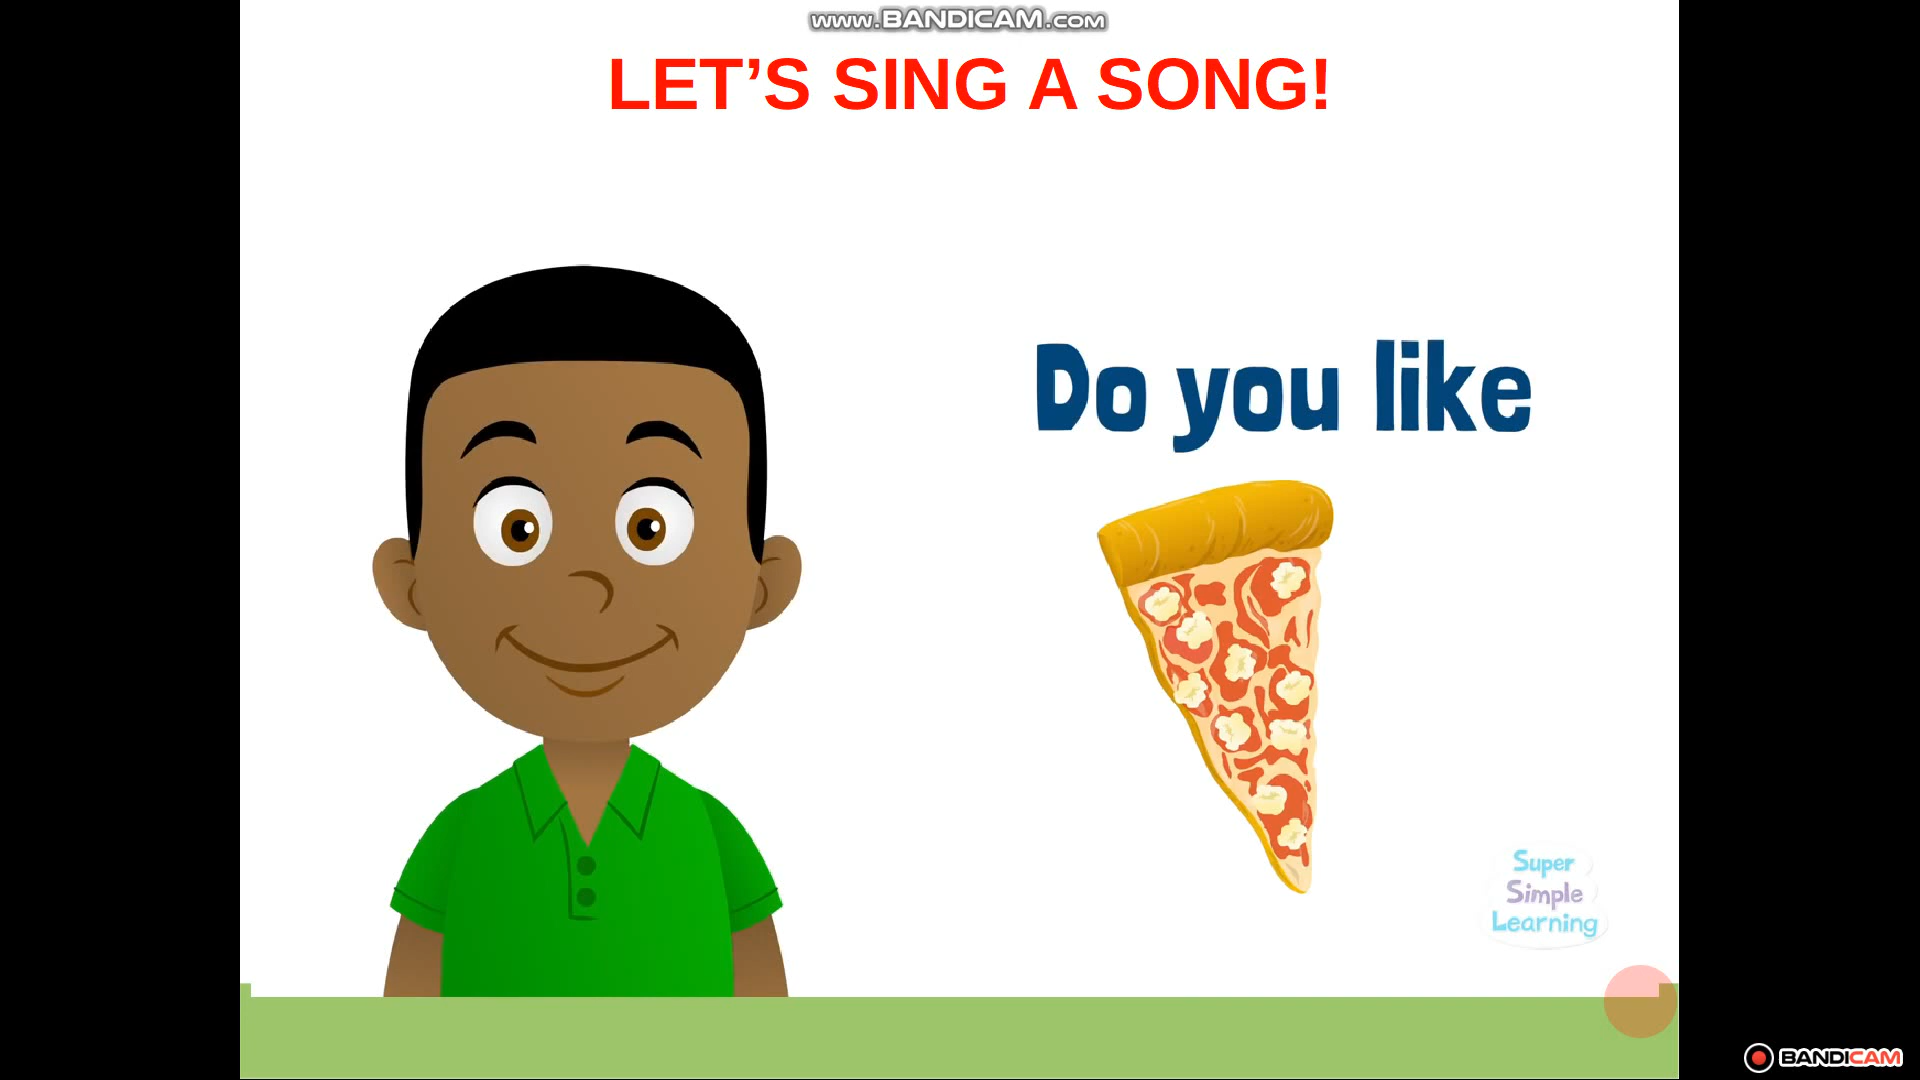 www.BANDICAM.com
LET’S SING A SONG!
Do you like
Super
Simple
Learning
BANDICAM